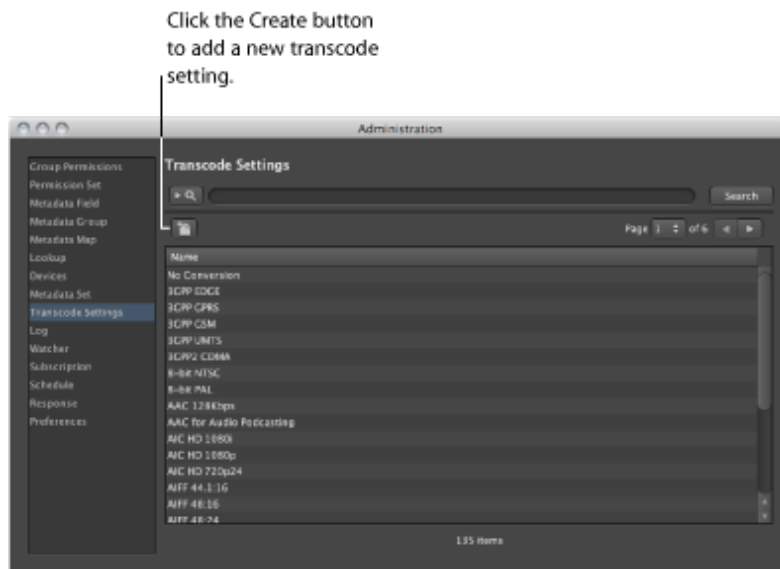 Click the Create button
to add a new transcode
setting.
Administration
Group Permissions
Permission Set
Metadata Field
Metadata Group
Metadata Map
Lookup
Devices
Metadata Set
Transcode Settings
Log
Watcher
Subscription
Schedule
Response
Preferences
Transcode Settings
Search
Page 1 of 6
Name
No Conversion
3GPP EDGE
3GPP GPRS
3GPP GSM
3GPP UMTS
3GPP2 CDMA
8-bit NTSC
8-bit PAL
AAC 128Kbps
AAC for Audio Podcasting
AIC HD 1080i
AIC HD 1080p
AIC HD 720p24
AIFF 44.1:16
AIFF 48:16
AIFF 48:24
135 items